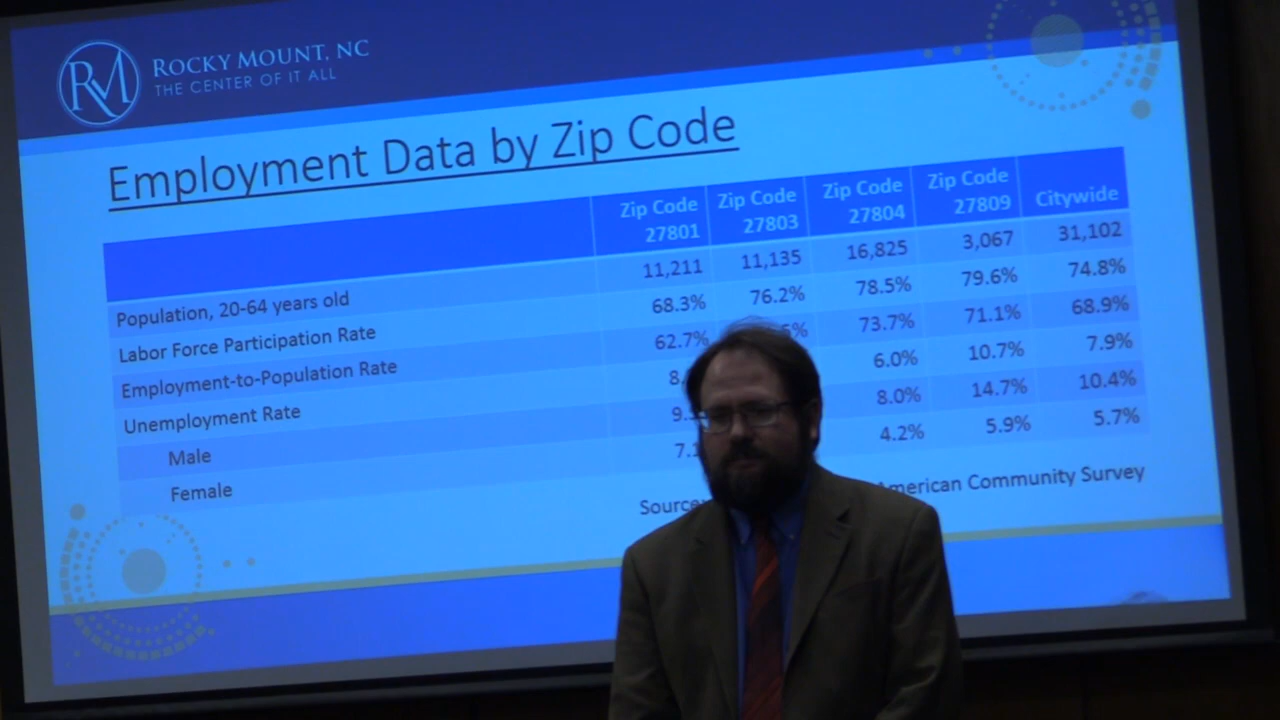 RM ROCKY MOUNT, NC
THE CENTER OF IT ALL
Employment Data by Zip Code
Zip Code 27801 Zip Code 27803 Zip Code 27804 Zip Code 27809 Citywide
Population, 20-64 years old 11,211 11,135 16,825 3,067 31,102
Labor Force Participation Rate 68.3% 76.2% 78.5% 79.6% 74.8%
Employment-to-Population Rate 62.7% 73.7% 71.1% 68.9%
Unemployment Rate 6.0% 10.7% 7.9%
Male 8.0% 14.7% 10.4%
Female 4.2% 5.9% 5.7%
Source American Community Survey